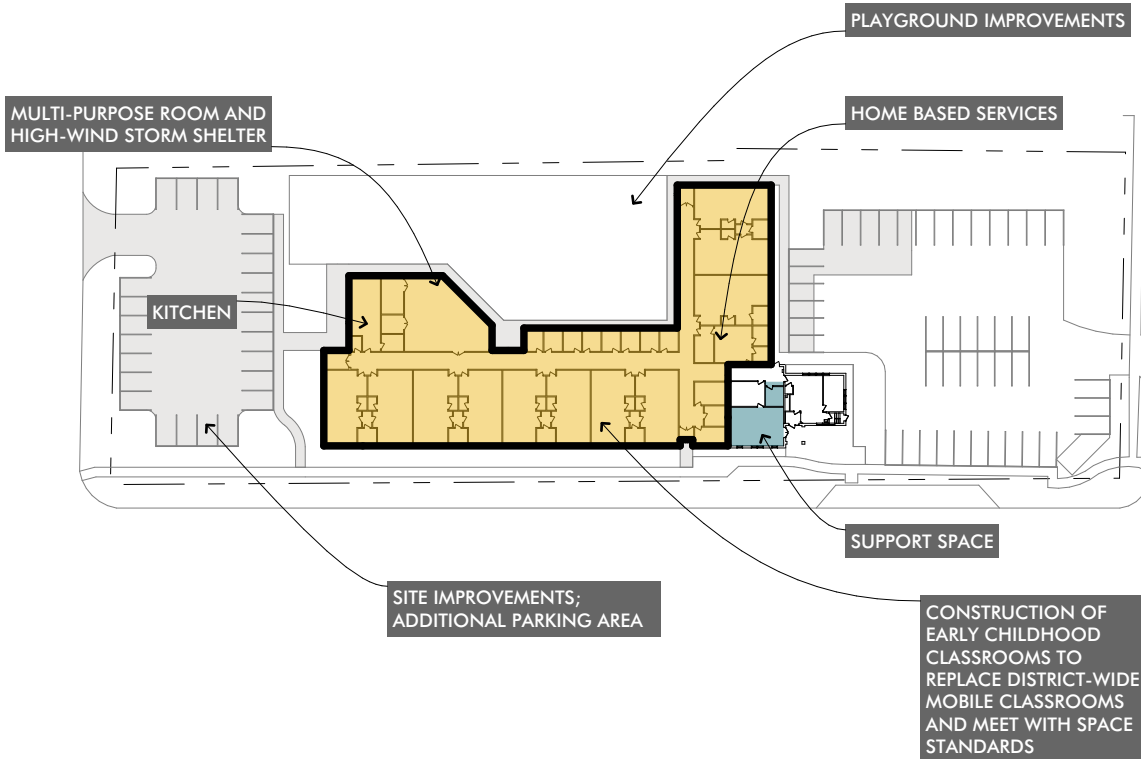 PLAYGROUND IMPROVEMENTS
MULTI-PURPOSE ROOM AND
HIGH-WIND STORM SHELTER
HOME BASED SERVICES
KITCHEN
SUPPORT SPACE
SITE IMPROVEMENTS;
ADDITIONAL PARKING AREA
CONSTRUCTION OF
EARLY CHILDHOOD
CLASSROOMS TO
REPLACE DISTRICT-WIDE
MOBILE CLASSROOMS
AND MEET WITH SPACE
STANDARDS